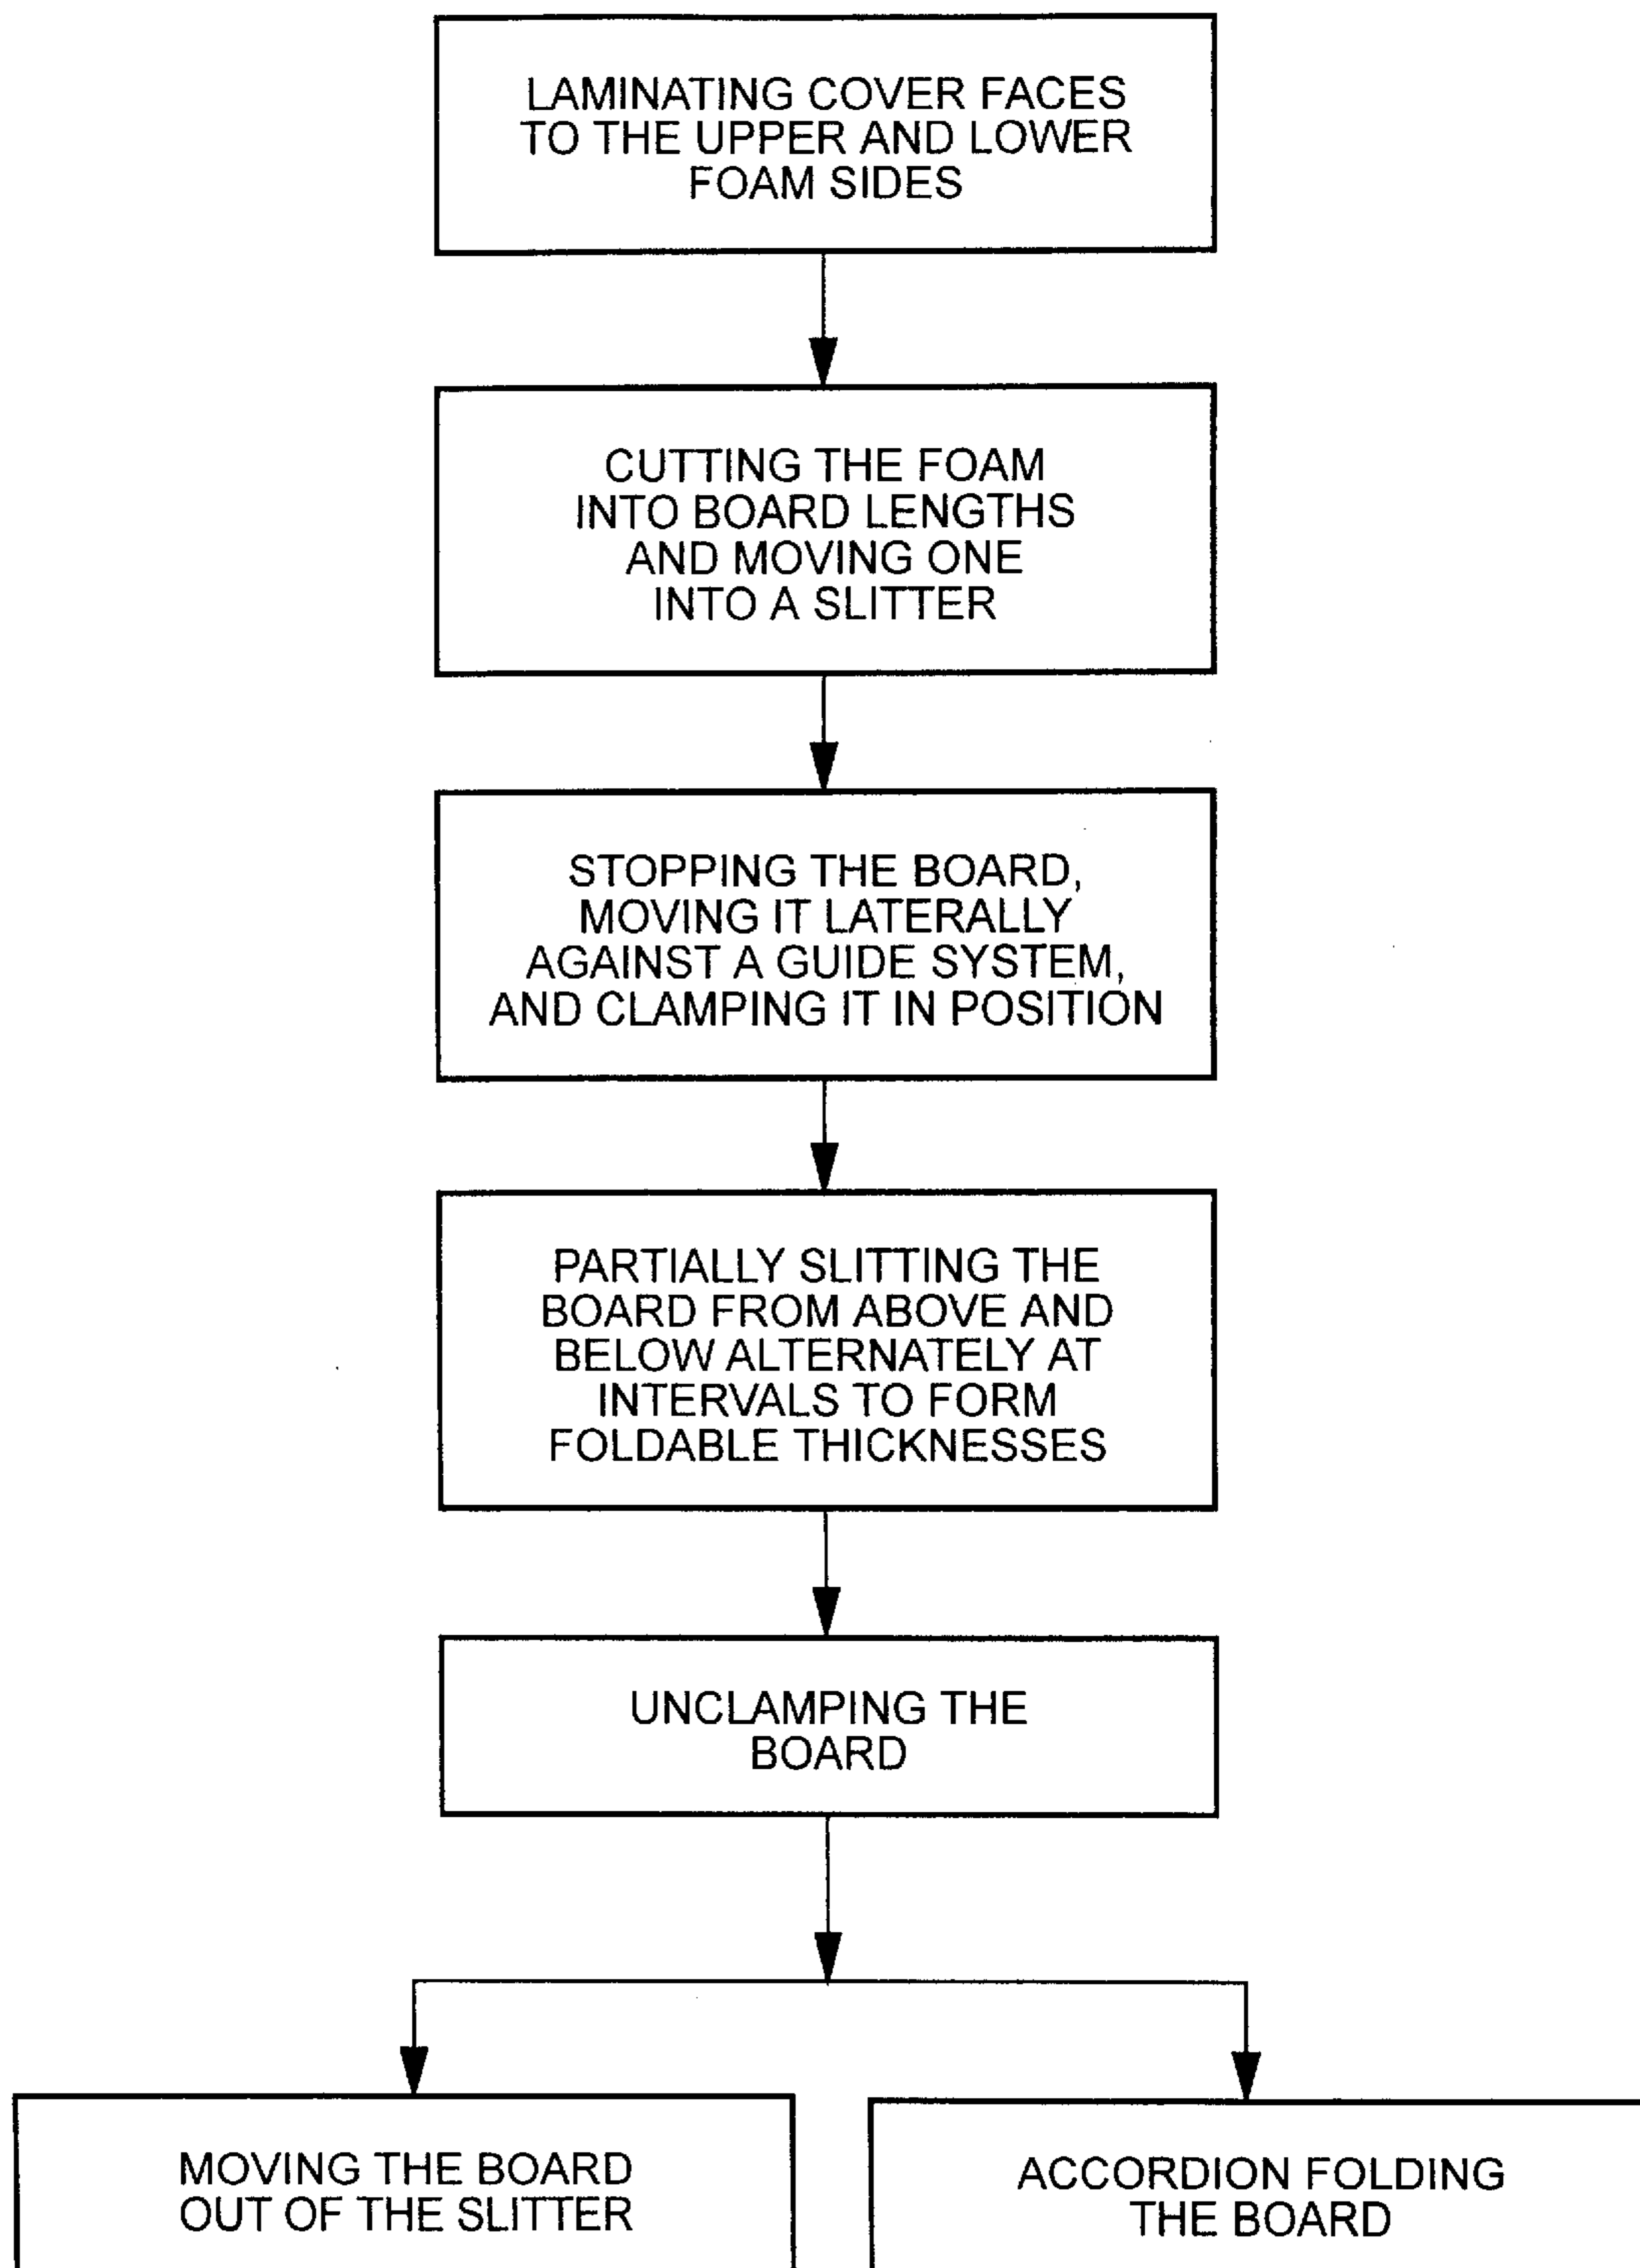 LAMINATING COVER FACES
TO THE UPPER AND LOWER
FOAM SIDES
CUTTING THE FOAM
INTO BOARD LENGTHS
AND MOVING ONE
INTO A SLITTER
STOPPING THE BOARD,
MOVING IT LATERALLY
AGAINST A GUIDE SYSTEM,
AND CLAMPING IT IN POSITION
PARTIALLY SLITTING THE
BOARD FROM ABOVE AND
BELOW ALTERNATELY AT
INTERVALS TO FORM
FOLDABLE THICKNESSES
UNCLAMPING THE
BOARD
MOVING THE BOARD
OUT OF THE SLITTER
ACCORDION FOLDING
THE BOARD